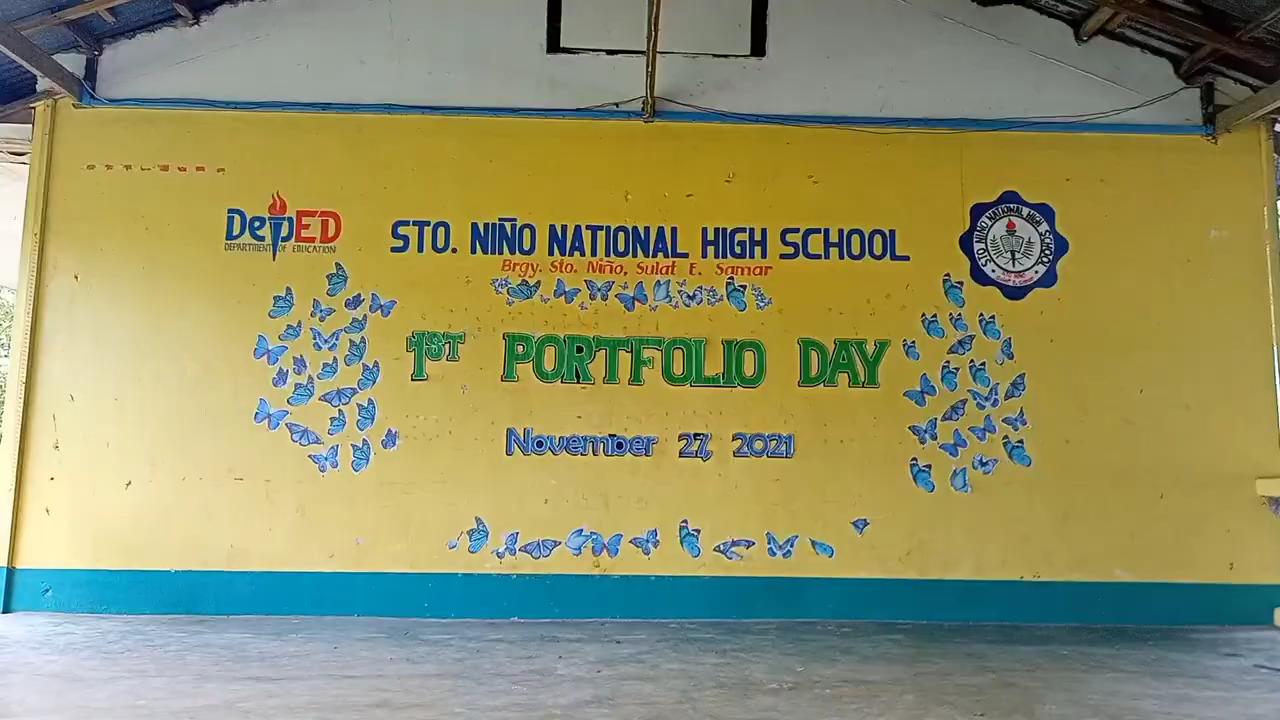 DepED
DEPARTMENT OF EDUCATION
STO. NIÑO NATIONAL HIGH SCHOOL
Brgy. Sto. Niño, Sulat E. Samar
STO. NIÑO NATIONAL HIGH SCHOOL
1ST PORTFOLIO DAY
November 27, 2021